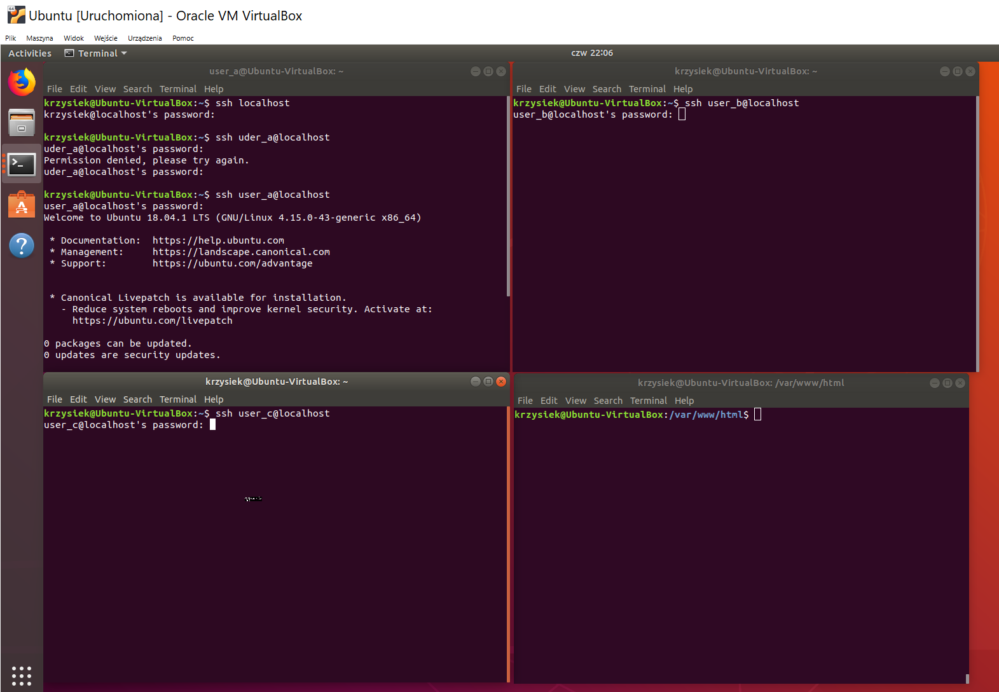 Ubuntu [Uruchomiona] - Oracle VM VirtualBox
Plik Maszyna Widok Wejście Urządzenia Pomoc
Activities Terminal czw 22:06
user_a@Ubuntu-VirtualBox: ~
File Edit View Search Terminal Help
krzysiek@Ubuntu-VirtualBox:~$ ssh localhost
krzysiek@localhost's password:
krzysiek@Ubuntu-VirtualBox:~$ ssh uder_a@localhost
uder_a@localhost's password:
Permission denied, please try again.
uder_a@localhost's password:
krzysiek@Ubuntu-VirtualBox:~$ ssh user_a@localhost
user_a@localhost's password:
Welcome to Ubuntu 18.04.1 LTS (GNU/Linux 4.15.0-43-generic x86_64)
* Documentation:  https://help.ubuntu.com
* Management:     https://landscape.canonical.com
* Support:        https://ubuntu.com/advantage
* Canonical Livepatch is available for installation.
- Reduce system reboots and improve kernel security. Activate at:
https://ubuntu.com/livepatch
0 packages can be updated.
0 updates are security updates.
krzysiek@Ubuntu-VirtualBox: ~
File Edit View Search Terminal Help
krzysiek@Ubuntu-VirtualBox:~$ ssh user_b@localhost
user_b@localhost's password:
krzysiek@Ubuntu-VirtualBox: ~
File Edit View Search Terminal Help
krzysiek@Ubuntu-VirtualBox:~$ ssh user_c@localhost
user_c@localhost's password:
krzysiek@Ubuntu-VirtualBox: /var/www/html
File Edit View Search Terminal Help
krzysiek@Ubuntu-VirtualBox:/var/www/html$